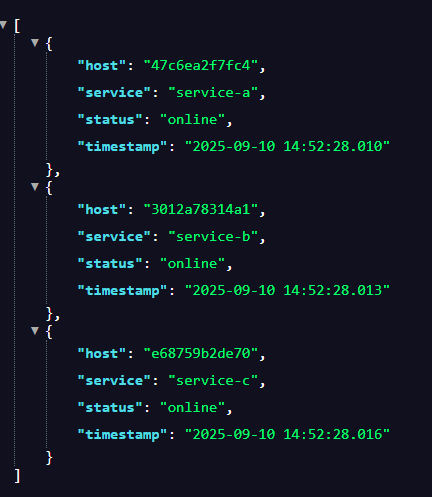 [
{
"host": "47c6ea2f7fc4",
"service": "service-a",
"status": "online",
"timestamp": "2025-09-10 14:52:28.010"
},
{
"host": "3012a78314a1",
"service": "service-b",
"status": "online",
"timestamp": "2025-09-10 14:52:28.013"
},
{
"host": "e68759b2de70",
"service": "service-c",
"status": "online",
"timestamp": "2025-09-10 14:52:28.016"
}
]